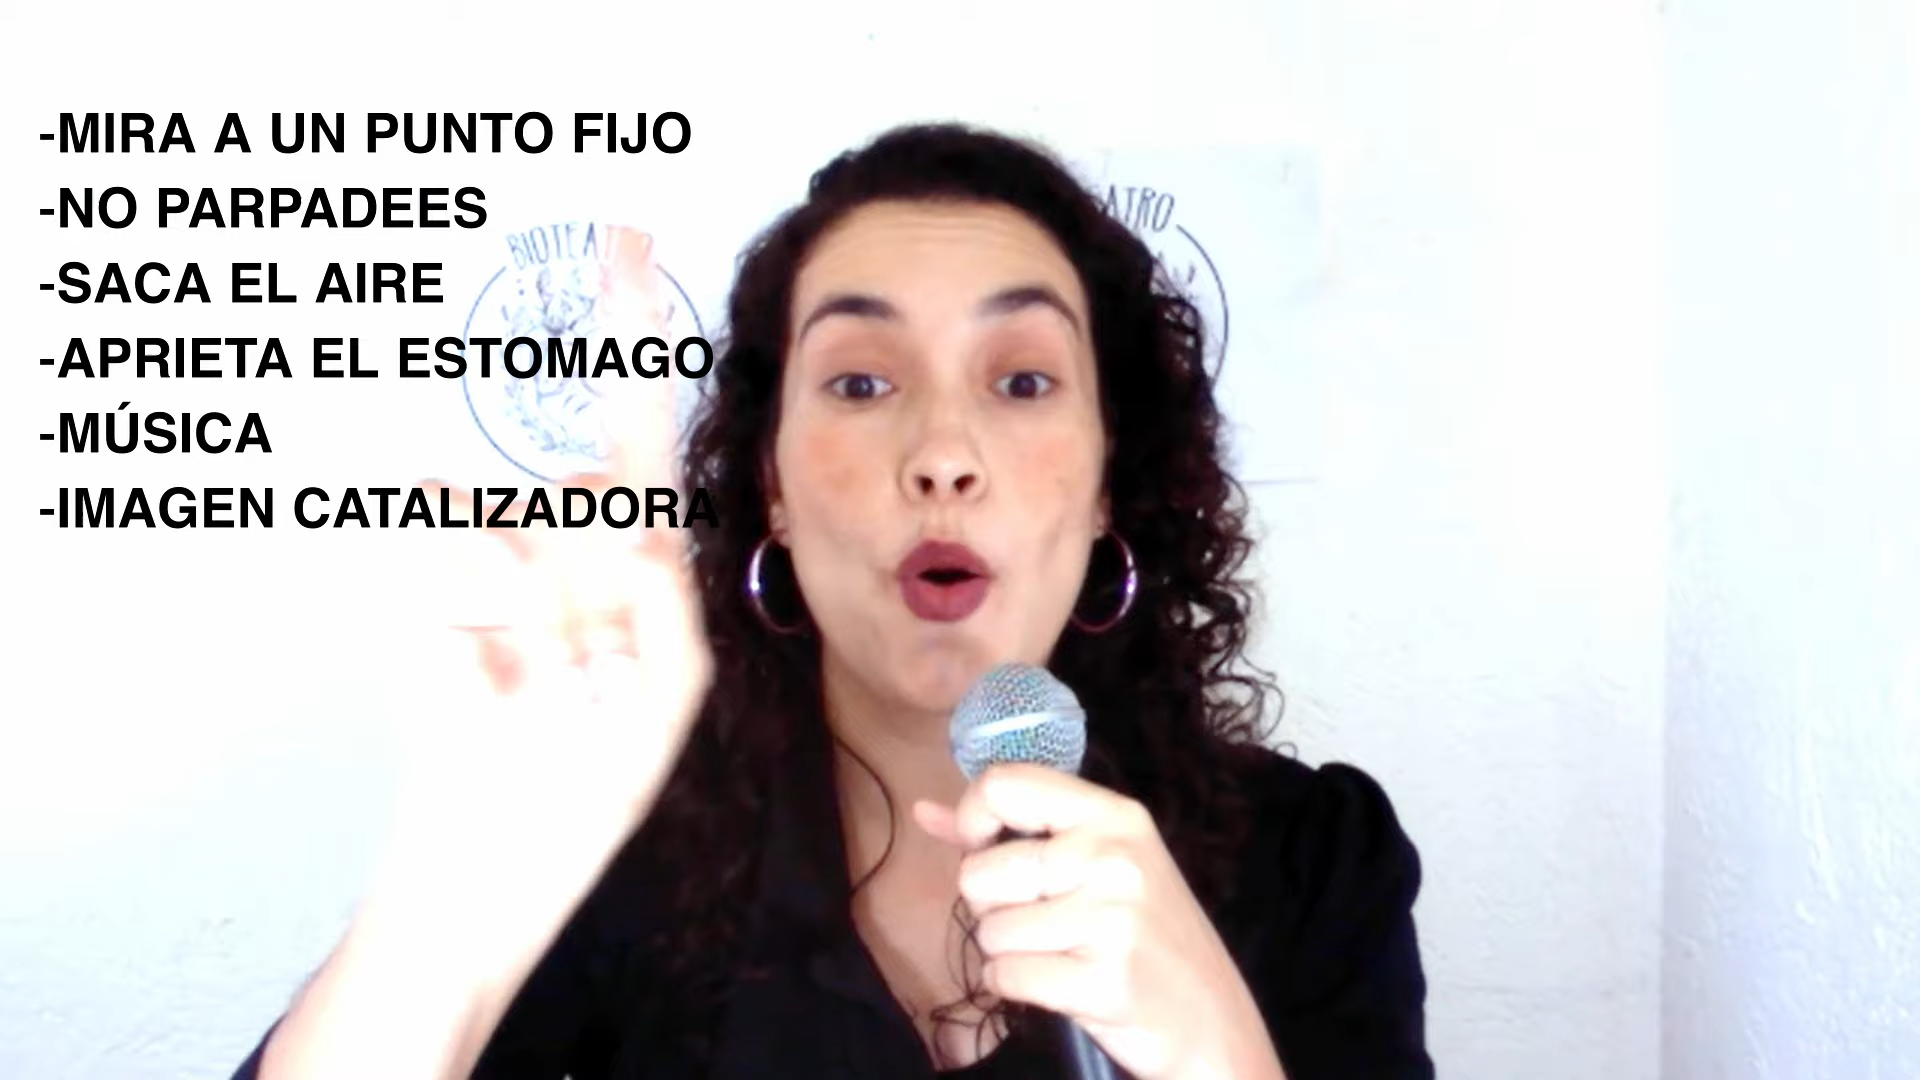 -MIRA A UN PUNTO FIJO
-NO PARPADEES
-SACA EL AIRE
-APRIETA EL ESTOMAGO
-MÚSICA
-IMAGEN CATALIZADORA